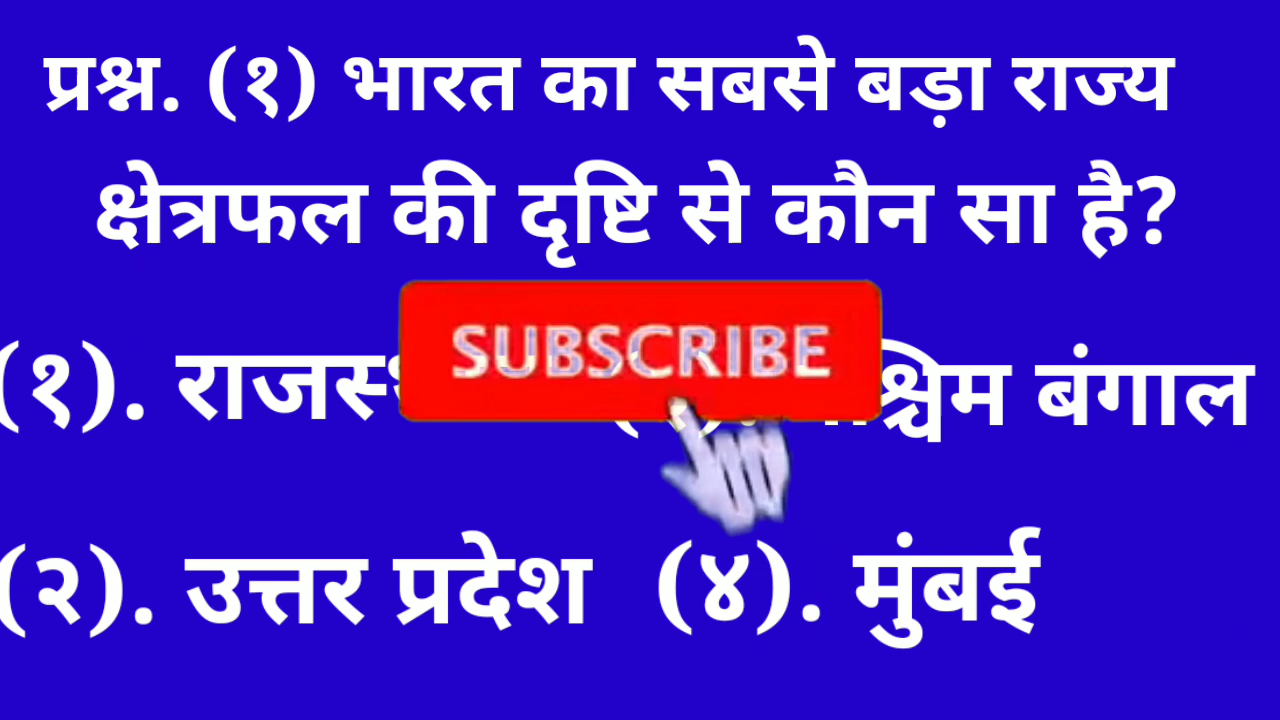 प्रश्न. (१) भारत का सबसे बड़ा राज्य
क्षेत्रफल की दृष्टि से कौन सा है?
SUBSCRIBE
(१). बंगाल
(२). उत्तर प्रदेश (४). मुंबई